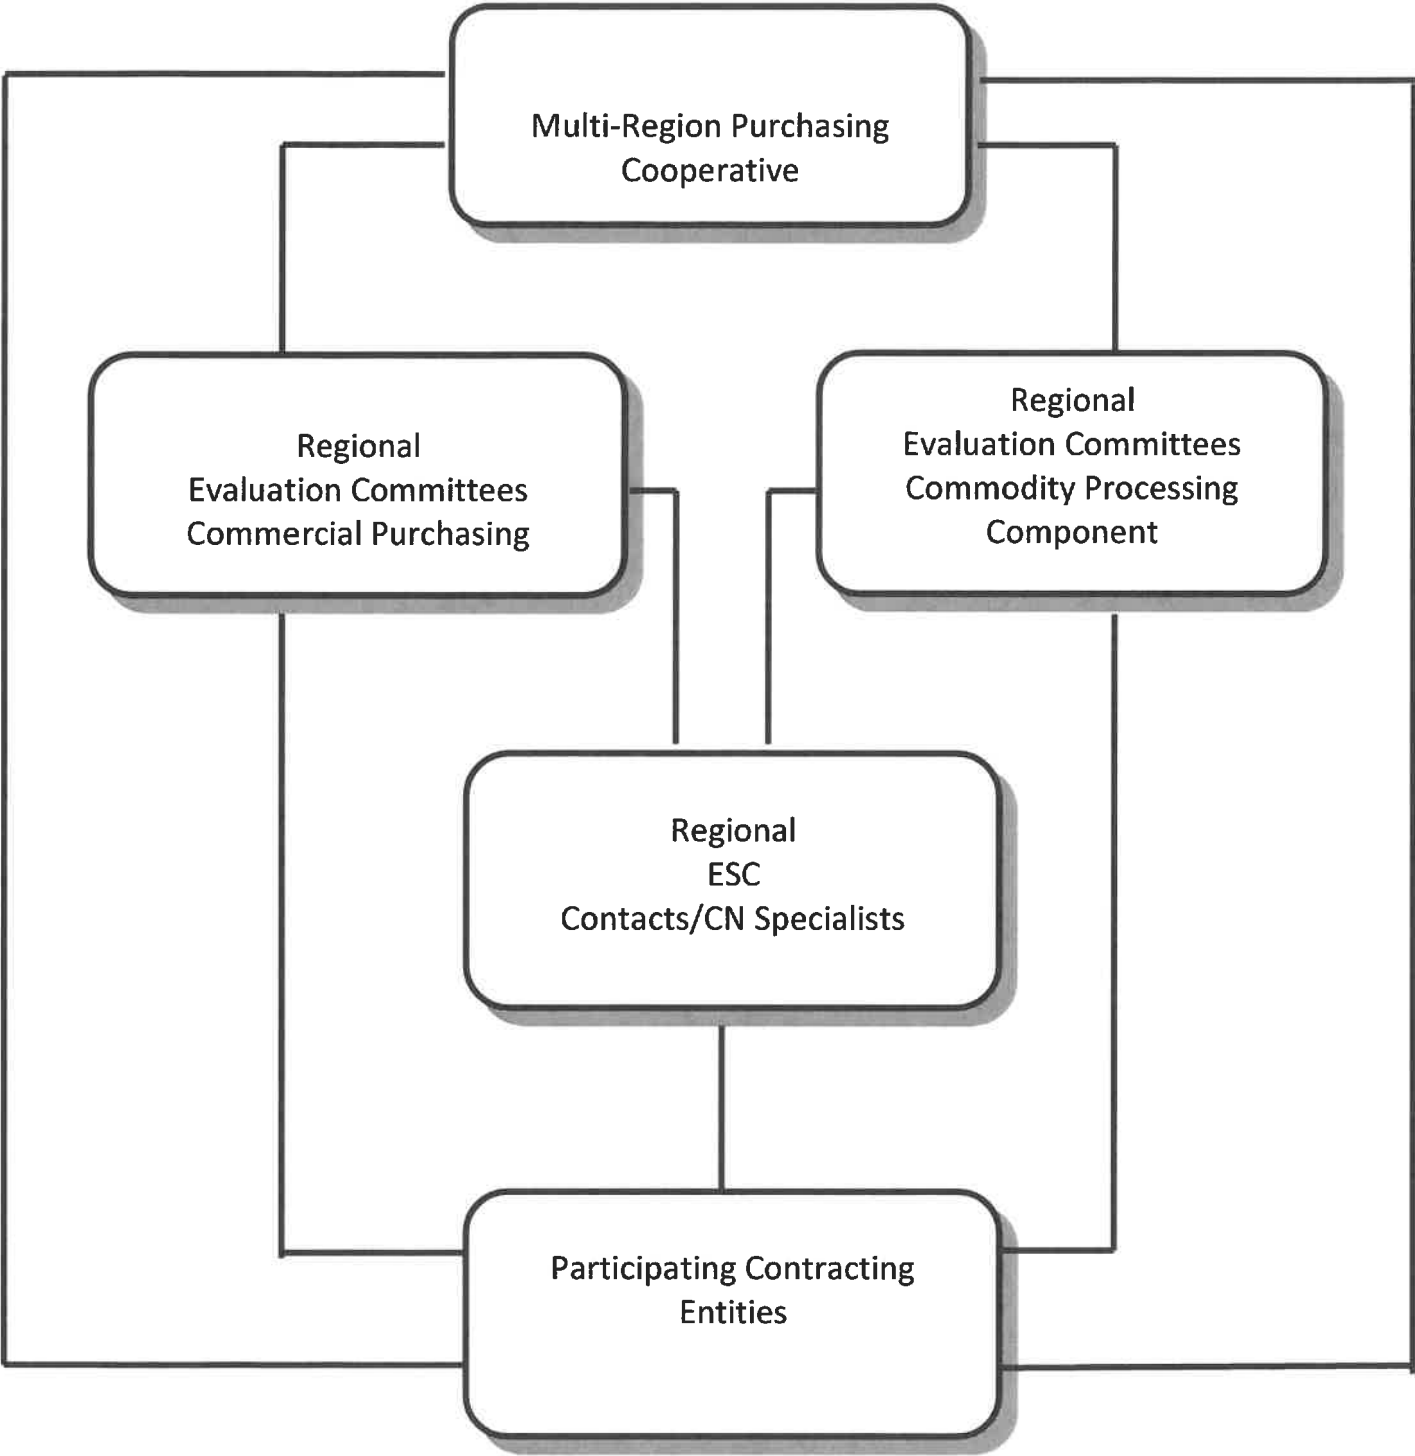 Multi-Region Purchasing
Cooperative
Regional
Evaluation Committees
Commercial Purchasing
Regional
Evaluation Committees
Commodity Processing
Component
Regional
ESC
Contacts/CN Specialists
Participating Contracting
Entities